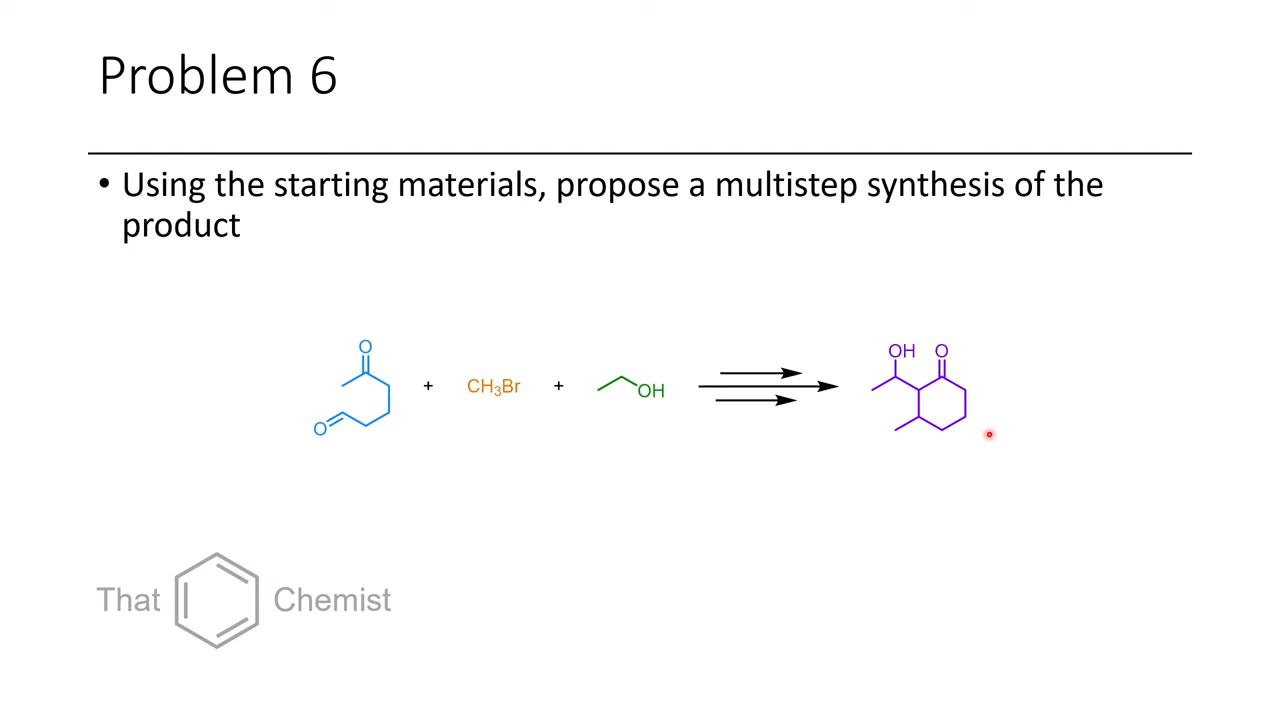 Problem 6
• Using the starting materials, propose a multistep synthesis of the
product
O
O
+
CH₃Br
+
OH
OH
O
That Chemist